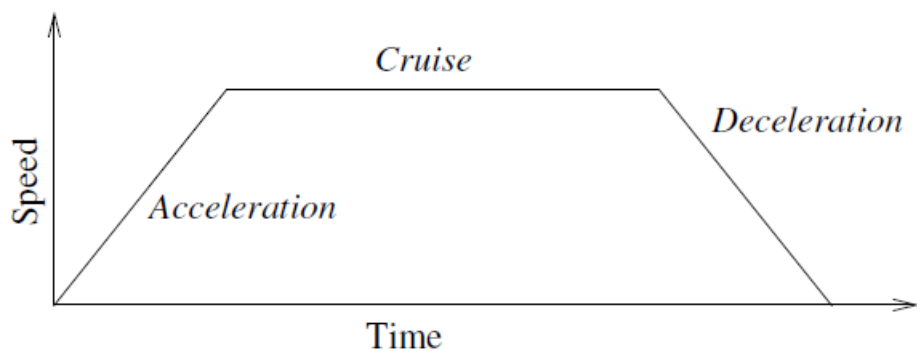 Cruise
Deceleration
Acceleration
Speed
Time